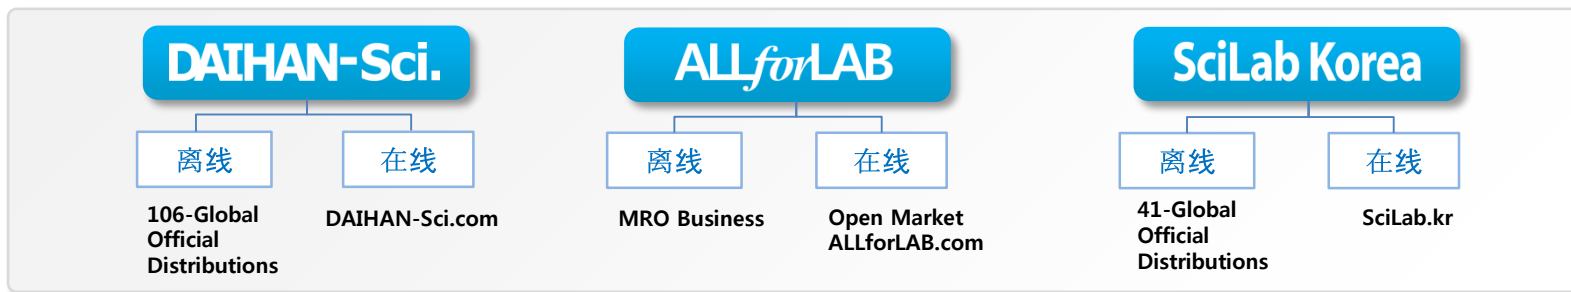 DAIHAN-Sci.
离线
在线
106-Global
Official
Distributions
DAIHAN-Sci.com
ALLforLAB
离线
在线
MRO Business
Open Market
ALLforLAB.com
SciLab Korea
离线
在线
41-Global
Official
Distributions
SciLab.kr